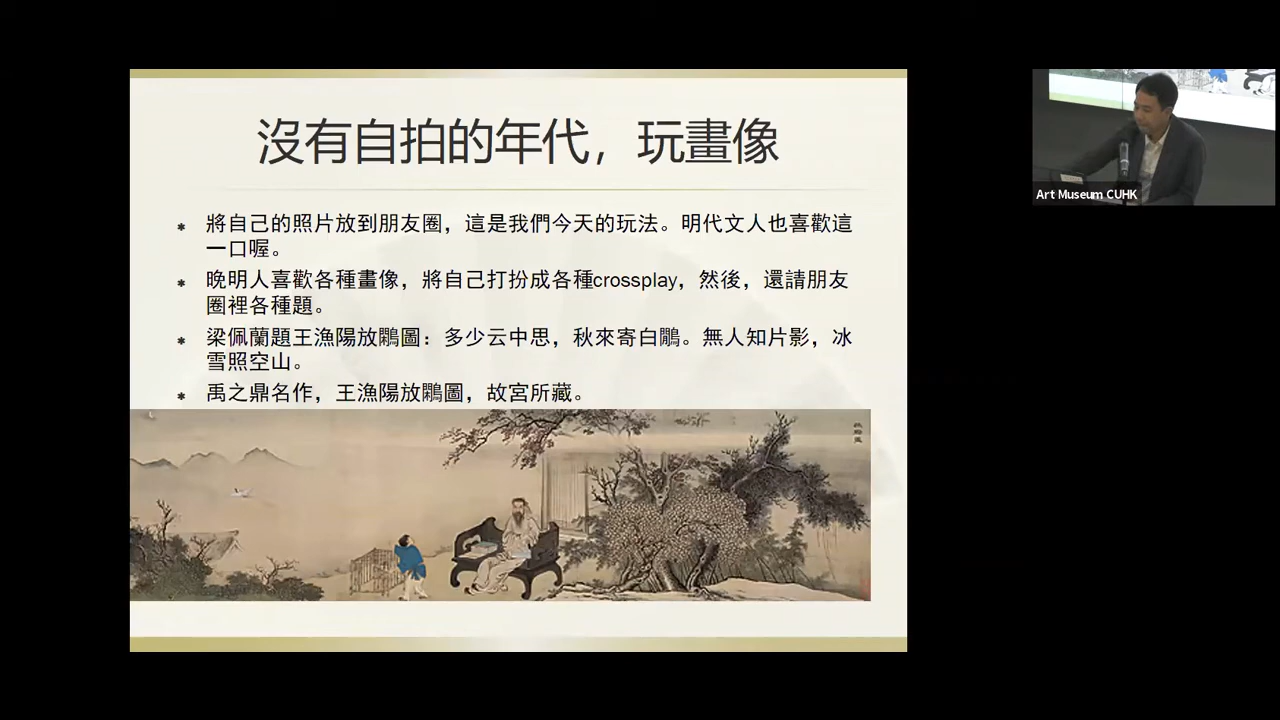 沒有自拍的年代，玩畫像
將自己的照片放到朋友圈，這是我們今天的玩法。明代文人也喜歡這
一口喔。
晚明人喜歡各種畫像，將自己打扮成各種crossplay，然後，還請朋友
圈裡各種題。
梁佩蘭題王漁陽放鷴圖：多少云中思，秋來寄白鷴。無人知片影，冰
雪照空山。
禹之鼎名作，王漁陽放鷴圖，故宮所藏。
Art Museum CUHK